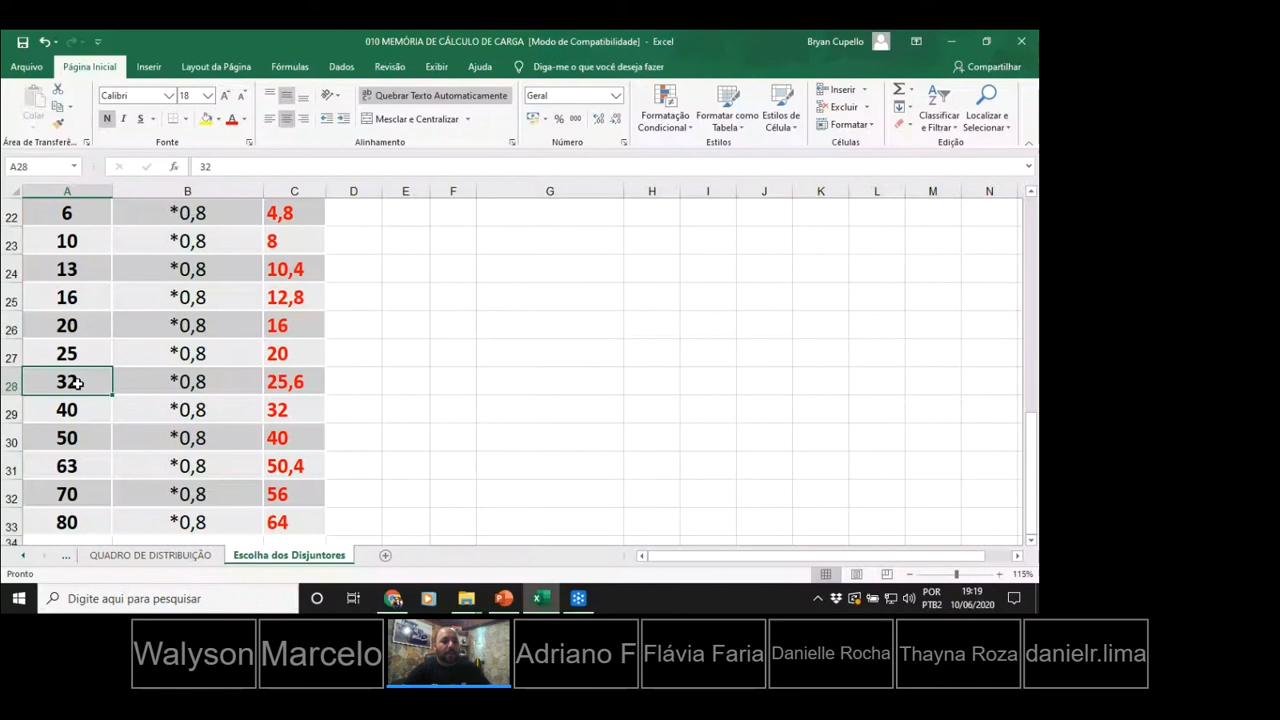 010 MEMÓRIA DE CÁLCULO DE CARGA [Modo de Compatibilidade] - Excel
Bryan Cupello
Arquivo Página Inicial Inserir Layout da Página Fórmulas Dados Revisão Exibir Ajuda Diga-me o que você deseja fazer Compartilhar
Colar
Calibri 18
N I S
Quebrar Texto Automaticamente
Mesclar e Centralizar
Geral
% 000
Formatação Condicional
Formatar como Tabela
Estilos de Célula
Inserir
Excluir
Formatar
Classificar e Filtrar
Localizar e Selecionar
Área de Transferê... Fonte Alinhamento Número Estilos Células Edição
A28 fx 32
A B C D E F G H I J K L M N
22 6 *0,8 4,8
23 10 *0,8 8
24 13 *0,8 10,4
25 16 *0,8 12,8
26 20 *0,8 16
27 25 *0,8 20
28 32 *0,8 25,6
29 40 *0,8 32
30 50 *0,8 40
31 63 *0,8 50,4
32 70 *0,8 56
33 80 *0,8 64
34
... QUADRO DE DISTRIBUIÇÃO Escolha dos Disjuntores
Pronto 115%
Digite aqui para pesquisar
POR
PTB2
19:19
10/06/2020
Walyson Marcelo Adriano F Flávia Faria Danielle Rocha Thayna Roza danielr.lima